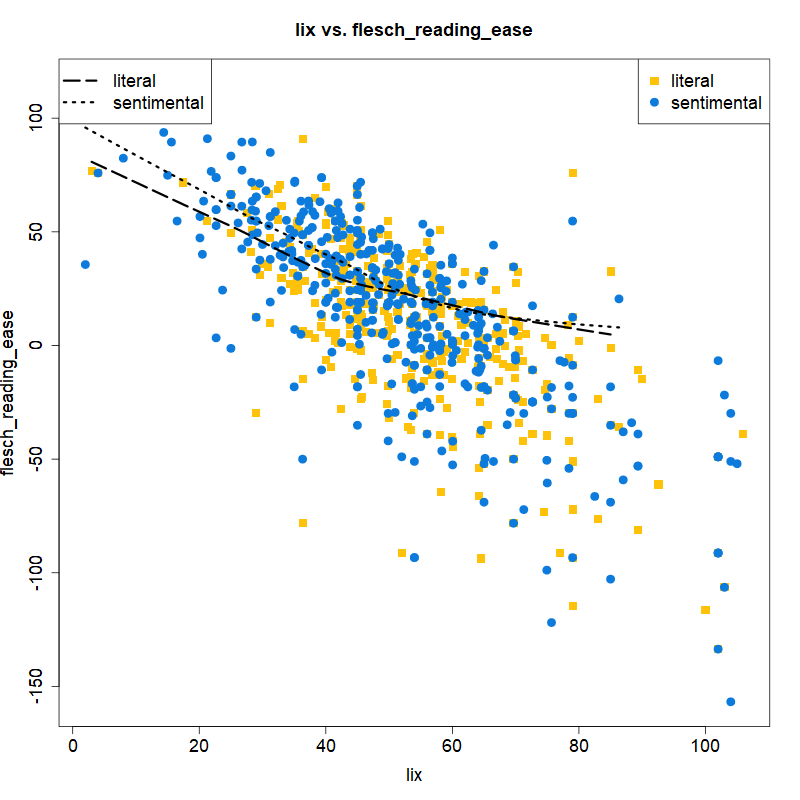 lix vs. flesch_reading_ease
literal
sentimental
literal
sentimental
flesch_reading_ease
100
50
0
-50
-100
-150
0
20
40
60
80
100
lix